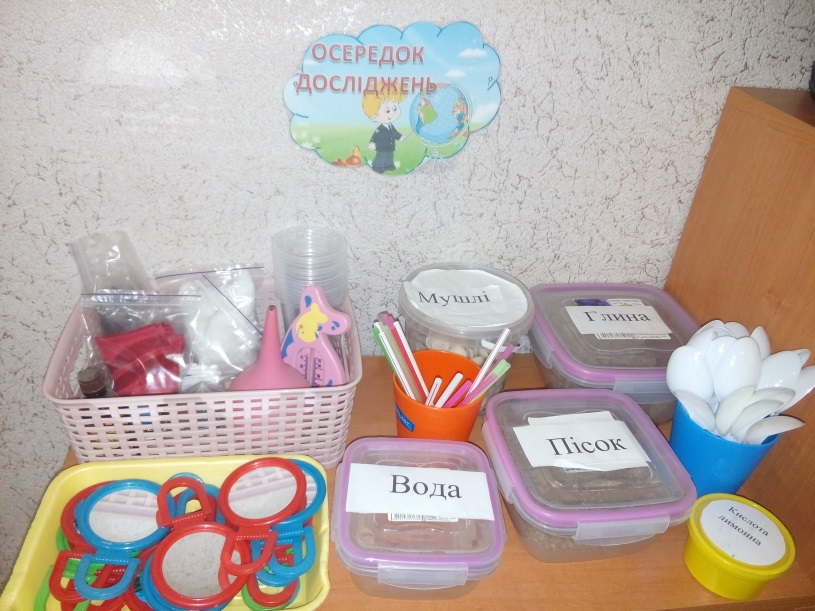 ОСЕРЕДОК
ДОСЛІДЖЕНЬ
Мушлі
Глина
Пісок
Вода
Кислота
лимонна